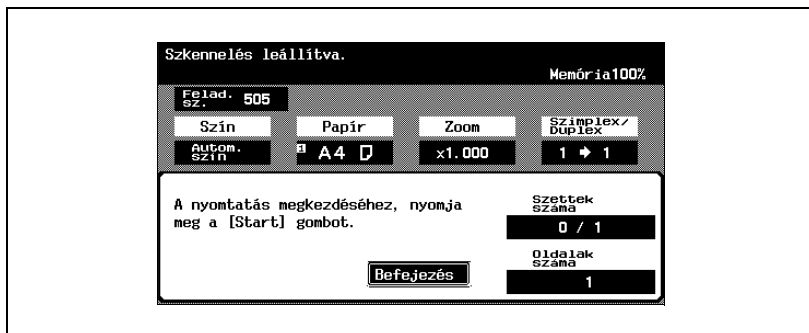 Szkennelés leállítva.
Memória100%
Felad.
sz. 505
Szín Papír Zoom Szimplex/
Duplex
Autom.
szín 1 A4 x1.000 1 → 1
A nyomtatás megkezdéséhez, nyomja
meg a [Start] gombot.
Szettek
száma
0 / 1
Oldalak
száma
Befejezés
1